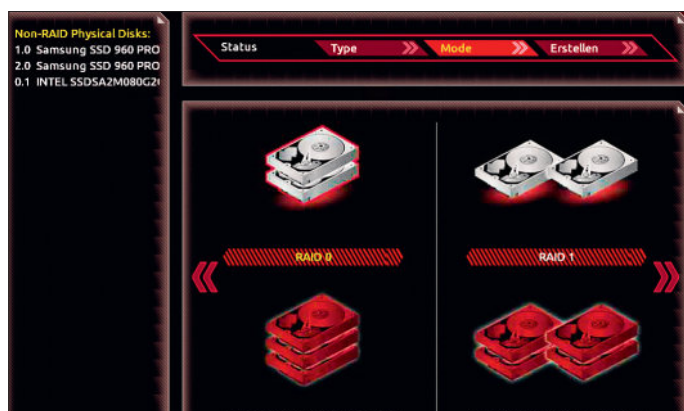 Non-RAID Physical Disks:
1.0 Samsung SSD 960 PRO
2.0 Samsung SSD 960 PRO
0.1 INTEL SSDSA2M080G2
Status Type Mode Erstellen
RAID 0 RAID 1